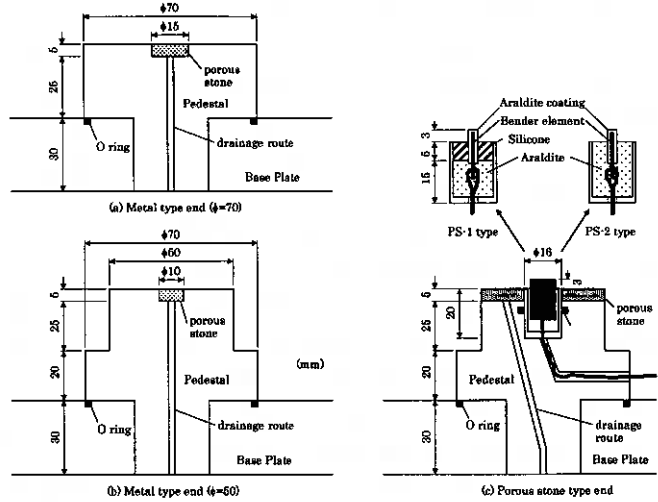 φ70
φ15
5
25
30
porous
stone
Pedestal
O ring
drainage route
Base Plate
(a) Metal type end (φ=70)
φ70
φ60
φ10
5
25
20
30
porous
stone
(mm)
Pedestal
O ring
drainage route
Base Plate
(b) Metal type end (φ=50)
Araldite coating
Bender element
Silicone
Araldite
3
5
15
PS-1 type
PS-2 type
φ16
3
5
20
25
20
30
porous
stone
Pedestal
O ring
drainage
route
Base Plate
(c) Porous stone type end